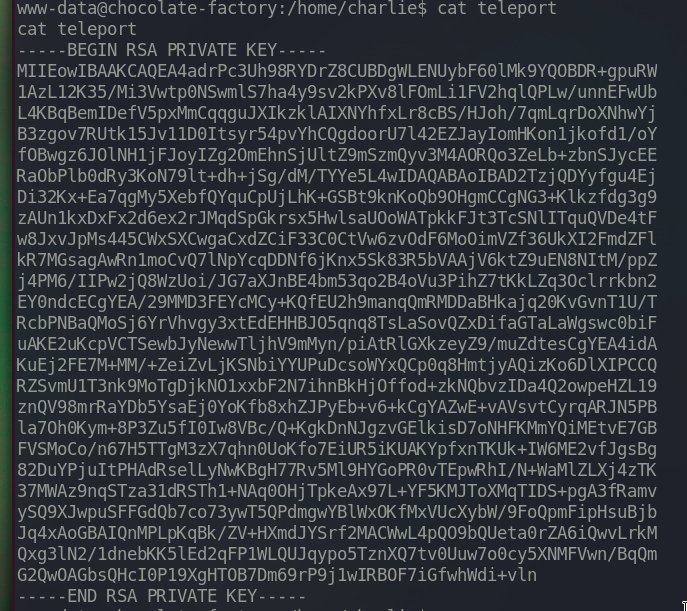 www-data@chocolate-factory:/home/charlie$ cat teleport
cat teleport
-----BEGIN RSA PRIVATE KEY-----
MIIEowIBAAKCAQEA4adrPc3Uh98RYDrZ8CUBDgWLENUybF60lMk9YQOBDR+gpuRW
1AzL12K35/Mi3Vwtp0NSwmlS7ha4y9sv2kPXv8lFOmLi1FV2hqlQPLw/unnEFwUb
L4KBqBemIDefV5pxMmCqqguJXIkzklAIXNYhfxLr8cBS/HJoh/7qmLqrDoXNhwYj
B3zgov7RUtk15Jv11D0Itsyr54pvYhCQgdoorU7l42EZJayIomHKon1jkofd1/oY
fOBwgz6JOlNH1jFJoyIZg2OmEhnSjUltZ9mSzmQyv3M4AORQo3ZeLb+zbnSJycEE
RaObPlb0dRy3KoN79lt+dh+jSg/dM/TYYe5L4wIDAQABAoIBAD2TzjQDYyfgu4Ej
Di32Kx+Ea7qgMy5XebfQYquCpUjLhK+GSBt9knKoQb9OHgmCCgNG3+Klkzfdg3g9
zAUn1kxDxFx2d6ex2rJMqdSpGkrsx5HwlsaUOoWATpkkFJt3TcSNlITquQVDe4tF
w8JxvJpMs445CWxSXCwgaCxdZCiF33C0CtVw6zvOdF6MoOimVZf36UkXI2FmdZFl
kR7MGsagAwRn1moCvQ7lNpYcqDDNf6jKnx5Sk83R5bVAAjV6ktZ9uEN8NItM/ppZ
j4PM6/IIPw2jQ8WzUoi/JG7aXJnBE4bm53qo2B4oVu3PihZ7tKkLZq3Oclrrkbn2
EY0ndcECgYEA/29MMD3FEYcMCy+KQfEU2h9manqQmRMDDaBHkajq20KvGvnT1U/T
RcbPNBaQMoSj6YrVhvgy3xtEdEHHBJO5qnq8TsLaSovQZxDifaGTaLaWgswc0biF
uAKE2uKcpVCTSewbJyNewwTljhV9mMyn/piAtRlGXkzeyZ9/muZdtesCgYEA4idA
KuEj2FE7M+MM/+ZeiZvLjKSNbiYYUPuDcsoWYxQCp0q8HmtjyAQizKo6DlXIPCCQ
RZSvmU1T3nk9MoTgDjkNO1xxbF2N7ihnBkHjOffod+zkNQbvzIDa4Q2owpeHZL19
znQV98mrRaYDb5YsaEj0YoKfb8xhZJPyEb+v6+kCgYAZwE+vAVsvtCyrqARJN5PB
la7Oh0Kym+8P3Zu5fI0Iw8VBc/Q+KgkDnNJgzvGElkisD7oNHFKMmYQiMEtvE7GB
FVSMoCo/n67H5TTgM3zX7qhn0UoKfo7EiUR5iKUAKYpfxnTKUk+IW6ME2vfJgsBg
82DuYPjuItPHAdRselLyNwKBgH77Rv5Ml9HYGoPR0vTEpwRhI/N+WaMlZLXj4zTK
37MWAz9nqSTza31dRSTh1+NAq0OHjTpkeAx97L+YF5KMJToXMqTIDS+pgA3fRamv
ySQ9XJwpuSFFGdQb7co73ywT5QPdmgwYBlWxOKfMxVUcXybW/9FoQpmFipHsuBjb
Jq4xAoGBAIQnMPLpKqBk/ZV+HXmdJYSrf2MACWwL4pQO9bQUeta0rZA6iQwvLrkM
Qxg3lN2/1dnebKK5lEd2qFP1WLQUJqypo5TznXQ7tv0Uuw7o0cy5XNMFVwn/BqQm
G2QwOAGbsQHcI0P19XgHTOB7Dm69rP9j1wIRBOF7iGfwhWdi+vln
-----END RSA PRIVATE KEY-----